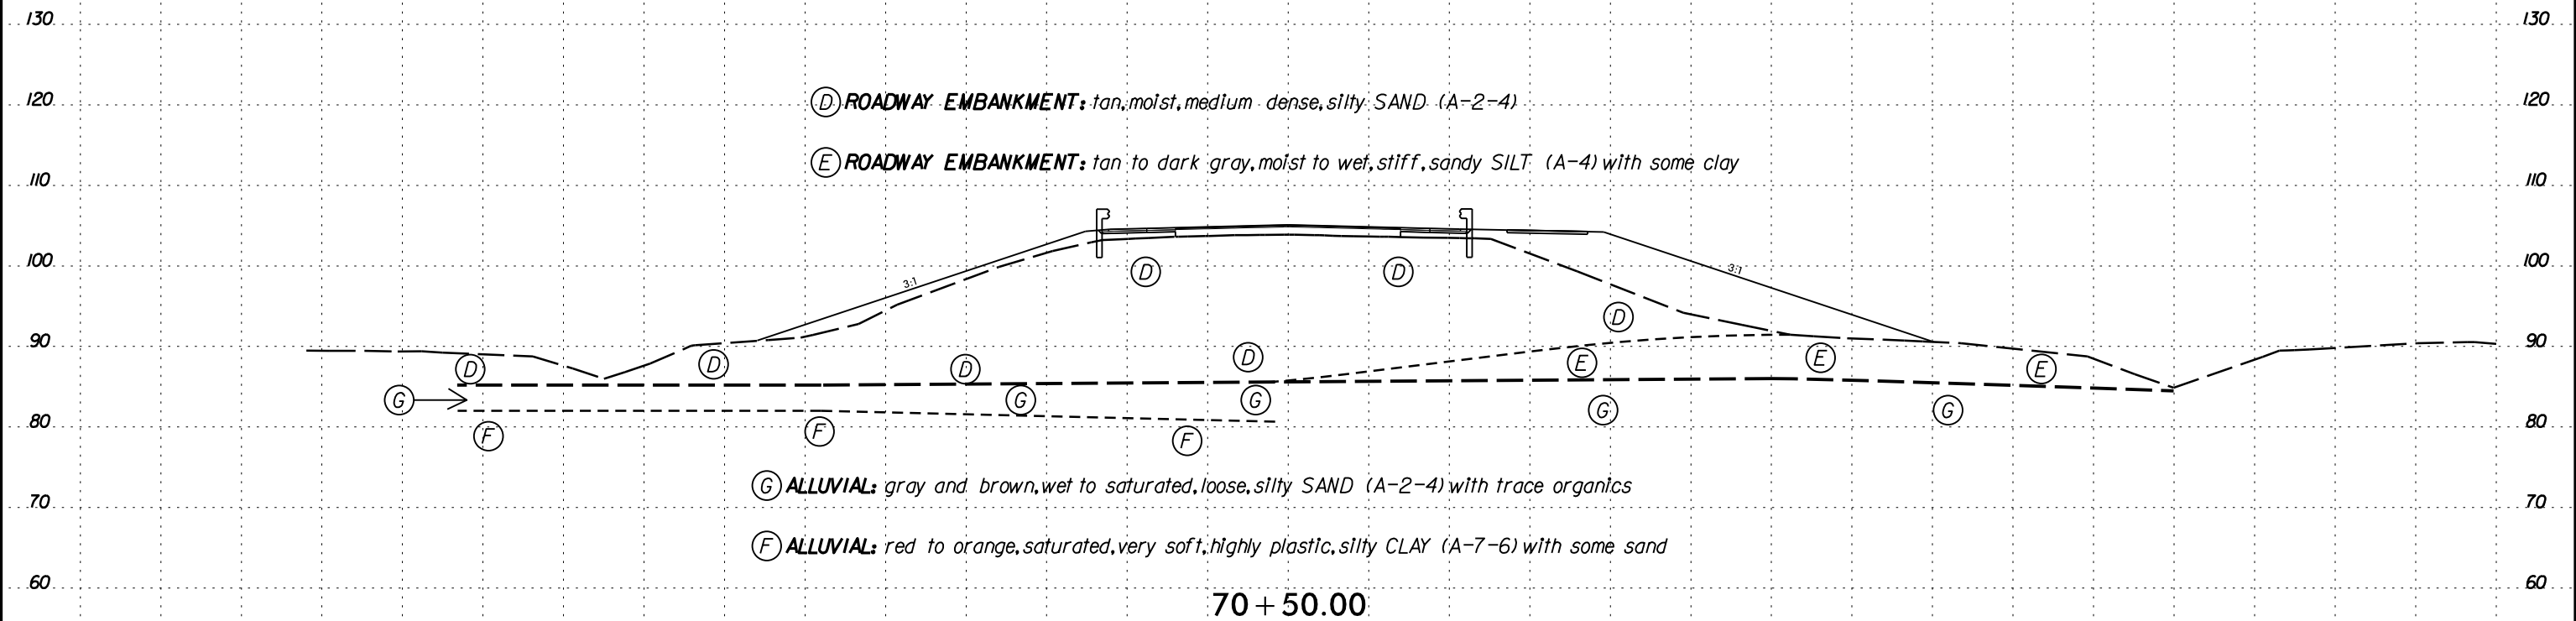 130 130
120 (D) ROADWAY EMBANKMENT: tan, moist, medium dense, silty SAND (A-2-4) 120
(E) ROADWAY EMBANKMENT: tan to dark gray, moist to wet, stiff, sandy SILT (A-4) with some clay
110 110
100 D D 3:1 100
3:1
D
90 D D D D E E E 90
G G G G G
80 F F F 80
G ALLUVIAL: gray and brown, wet to saturated, loose, silty SAND (A-2-4) with trace organics
70 70
F ALLUVIAL: red to orange, saturated, very soft, highly plastic, silty CLAY (A-7-6) with some sand
60 60
70+50.00